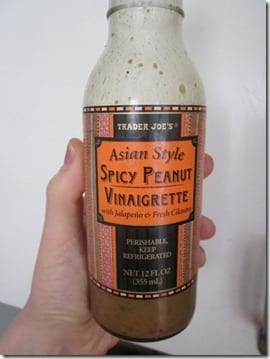 TRADER JOE'S®
Asian Style
SPICY PEANUT
VINAIGRETTE
with Jalapeño & Fresh Cilantro
PERISHABLE,
KEEP
REFRIGERATED
NET 12 FL OZ
(355 mL)